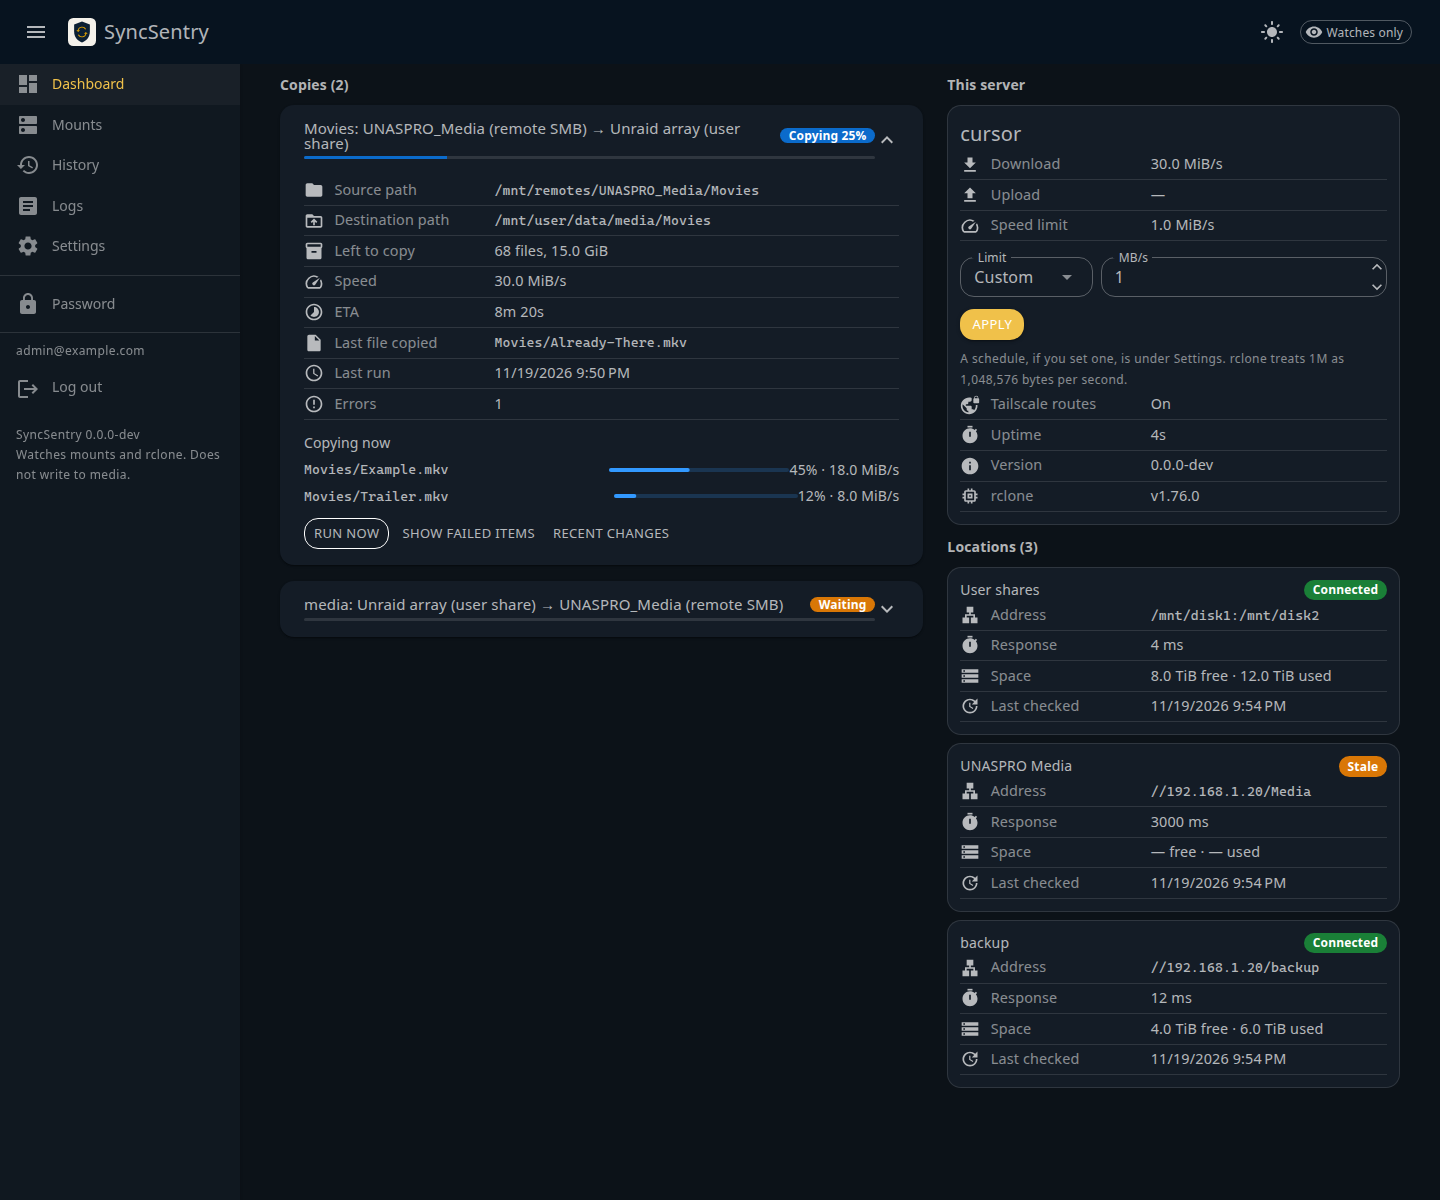 SyncSentry
Watches only
Dashboard
Mounts
History
Logs
Settings
Password
admin@example.com
Log out
SyncSentry 0.0.0-dev
Watches mounts and rclone. Does
not write to media.
Copies (2)
Movies: UNASPRO_Media (remote SMB) → Unraid array (user
share)
Copying 25%
Source path /mnt/remotes/UNASPRO_Media/Movies
Destination path /mnt/user/data/media/Movies
Left to copy 68 files, 15.0 GiB
Speed 30.0 MiB/s
ETA 8m 20s
Last file copied Movies/Already-There.mkv
Last run 11/19/2026 9:50 PM
Errors 1
Copying now
Movies/Example.mkv 45% · 18.0 MiB/s
Movies/Trailer.mkv 12% · 8.0 MiB/s
RUN NOW SHOW FAILED ITEMS RECENT CHANGES
media: Unraid array (user share) → UNASPRO_Media (remote SMB) Waiting
This server
cursor
Download 30.0 MiB/s
Upload —
Speed limit 1.0 MiB/s
Limit MB/s
Custom 1
APPLY
A schedule, if you set one, is under Settings. rclone treats 1M as
1,048,576 bytes per second.
Tailscale routes On
Uptime 4s
Version 0.0.0-dev
rclone v1.76.0
Locations (3)
User shares Connected
Address /mnt/disk1:/mnt/disk2
Response 4 ms
Space 8.0 TiB free · 12.0 TiB used
Last checked 11/19/2026 9:54 PM
UNASPRO Media Stale
Address //192.168.1.20/Media
Response 3000 ms
Space — free · — used
Last checked 11/19/2026 9:54 PM
backup Connected
Address //192.168.1.20/backup
Response 12 ms
Space 4.0 TiB free · 6.0 TiB used
Last checked 11/19/2026 9:54 PM